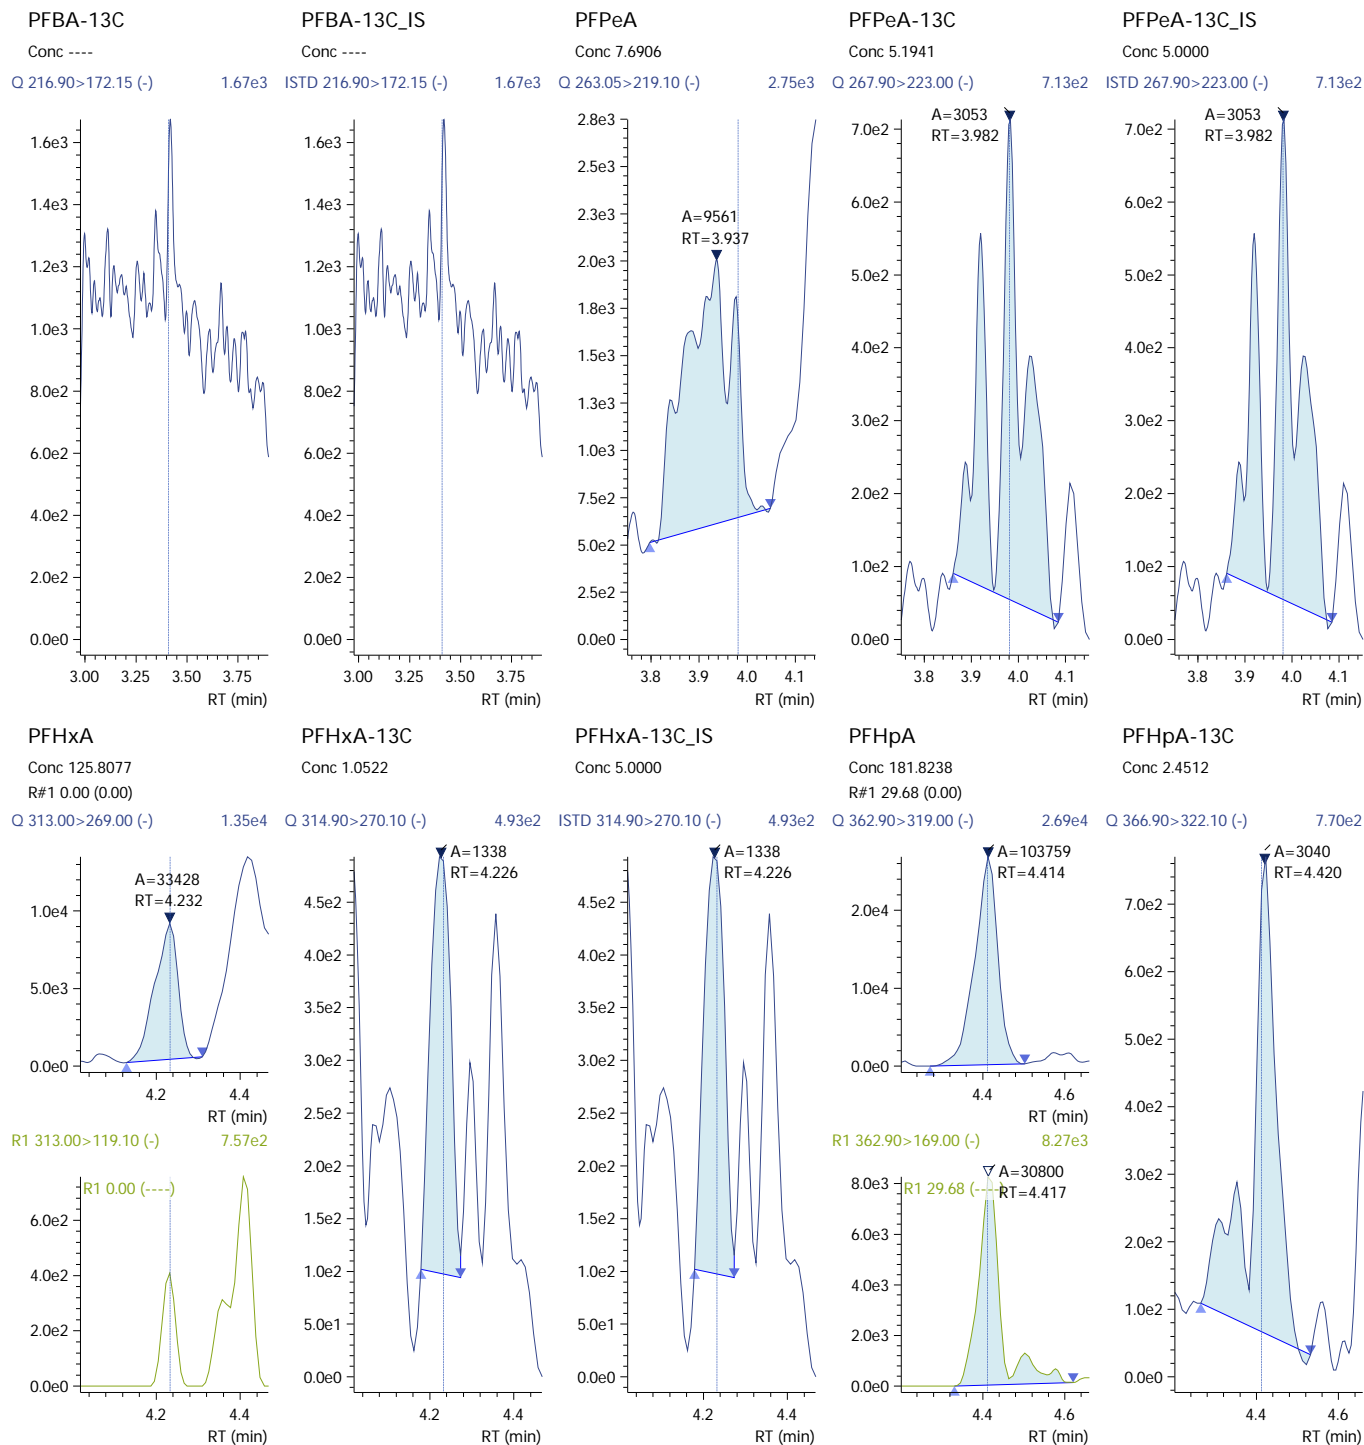 PFBA-13C
Conc ----
Q 216.90>172.15 (-) 1.67e3
1.6e3
1.4e3
1.2e3
1.0e3
8.0e2
6.0e2
4.0e2
2.0e2
0.0e0
3.00 3.25 3.50 3.75
RT (min)
PFBA-13C_IS
Conc ----
ISTD 216.90>172.15 (-) 1.67e3
1.6e3
1.4e3
1.2e3
1.0e3
8.0e2
6.0e2
4.0e2
2.0e2
0.0e0
3.00 3.25 3.50 3.75
RT (min)
PFPeA
Conc 7.6906
Q 263.05>219.10 (-) 2.75e3
2.8e3
2.5e3
2.3e3
2.0e3
1.8e3
1.5e3
1.3e3
1.0e3
7.5e2
5.0e2
2.5e2
0.0e0
A=9561
RT=3.937
3.8 3.9 4.0 4.1
RT (min)
PFPeA-13C
Conc 5.1941
Q 267.90>223.00 (-) 7.13e2
A=3053
RT=3.982
7.0e2
6.0e2
5.0e2
4.0e2
3.0e2
2.0e2
1.0e2
0.0e0
3.8 3.9 4.0 4.1
RT (min)
PFPeA-13C_IS
Conc 5.0000
ISTD 267.90>223.00 (-) 7.13e2
A=3053
RT=3.982
7.0e2
6.0e2
5.0e2
4.0e2
3.0e2
2.0e2
1.0e2
0.0e0
3.8 3.9 4.0 4.1
RT (min)
PFHxA
Conc 125.8077
R#1 0.00 (0.00)
Q 313.00>269.00 (-) 1.35e4
A=33428
RT=4.232
1.0e4
5.0e3
0.0e0
4.2 4.4
RT (min)
R1 313.00>119.10 (-) 7.57e2
R1 0.00 (----)
6.0e2
4.0e2
2.0e2
0.0e0
4.2 4.4
RT (min)
PFHxA-13C
Conc 1.0522
Q 314.90>270.10 (-) 4.93e2
A=1338
RT=4.226
4.5e2
4.0e2
3.5e2
3.0e2
2.5e2
2.0e2
1.5e2
1.0e2
5.0e1
0.0e0
4.2 4.4
RT (min)
PFHxA-13C_IS
Conc 5.0000
ISTD 314.90>270.10 (-) 4.93e2
A=1338
RT=4.226
4.5e2
4.0e2
3.5e2
3.0e2
2.5e2
2.0e2
1.5e2
1.0e2
5.0e1
0.0e0
4.2 4.4
RT (min)
PFHpA
Conc 181.8238
R#1 29.68 (0.00)
Q 362.90>319.00 (-) 2.69e4
A=103759
RT=4.414
2.0e4
1.0e4
0.0e0
4.4 4.6
RT (min)
R1 362.90>169.00 (-) 8.27e3
A=30800
R1 29.68 (----) RT=4.417
8.0e3
6.0e3
4.0e3
2.0e3
0.0e0
4.4 4.6
RT (min)
PFHpA-13C
Conc 2.4512
Q 366.90>322.10 (-) 7.70e2
A=3040
RT=4.420
7.0e2
6.0e2
5.0e2
4.0e2
3.0e2
2.0e2
1.0e2
0.0e0
4.4 4.6
RT (min)